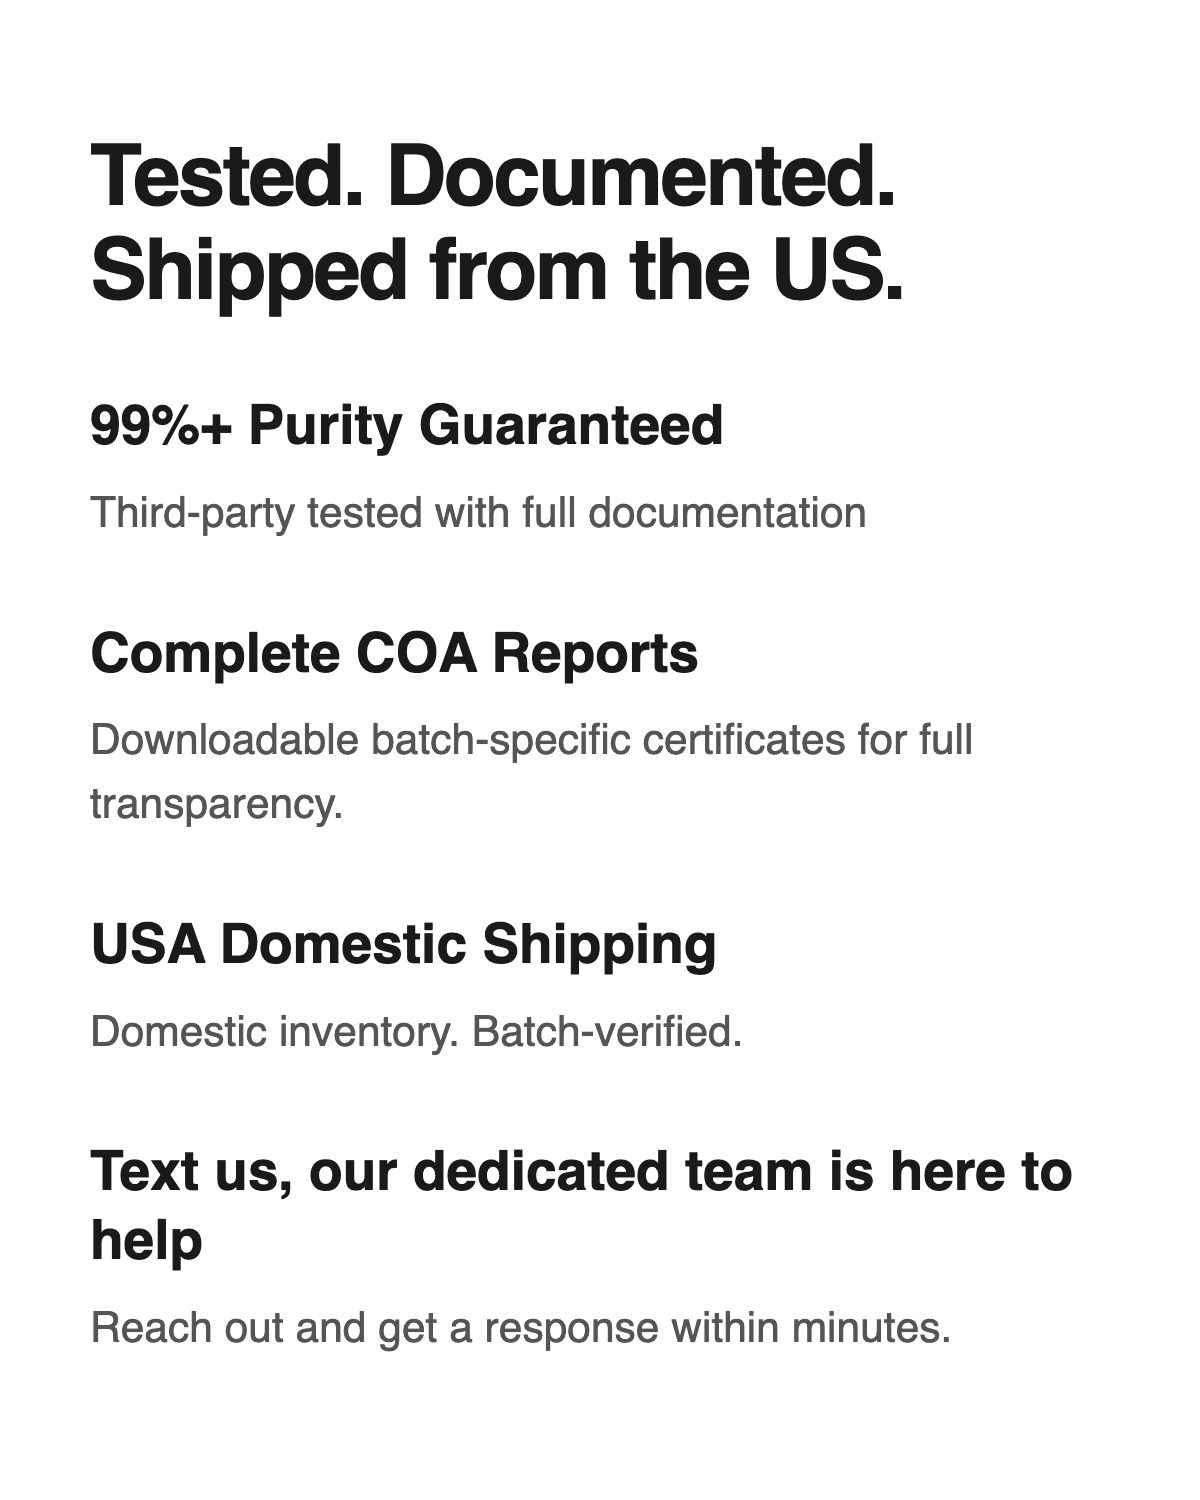 Tested. Documented.
Shipped from the US.
99%+ Purity Guaranteed
Third-party tested with full documentation
Complete COA Reports
Downloadable batch-specific certificates for full
transparency.
USA Domestic Shipping
Domestic inventory. Batch-verified.
Text us, our dedicated team is here to
help
Reach out and get a response within minutes.